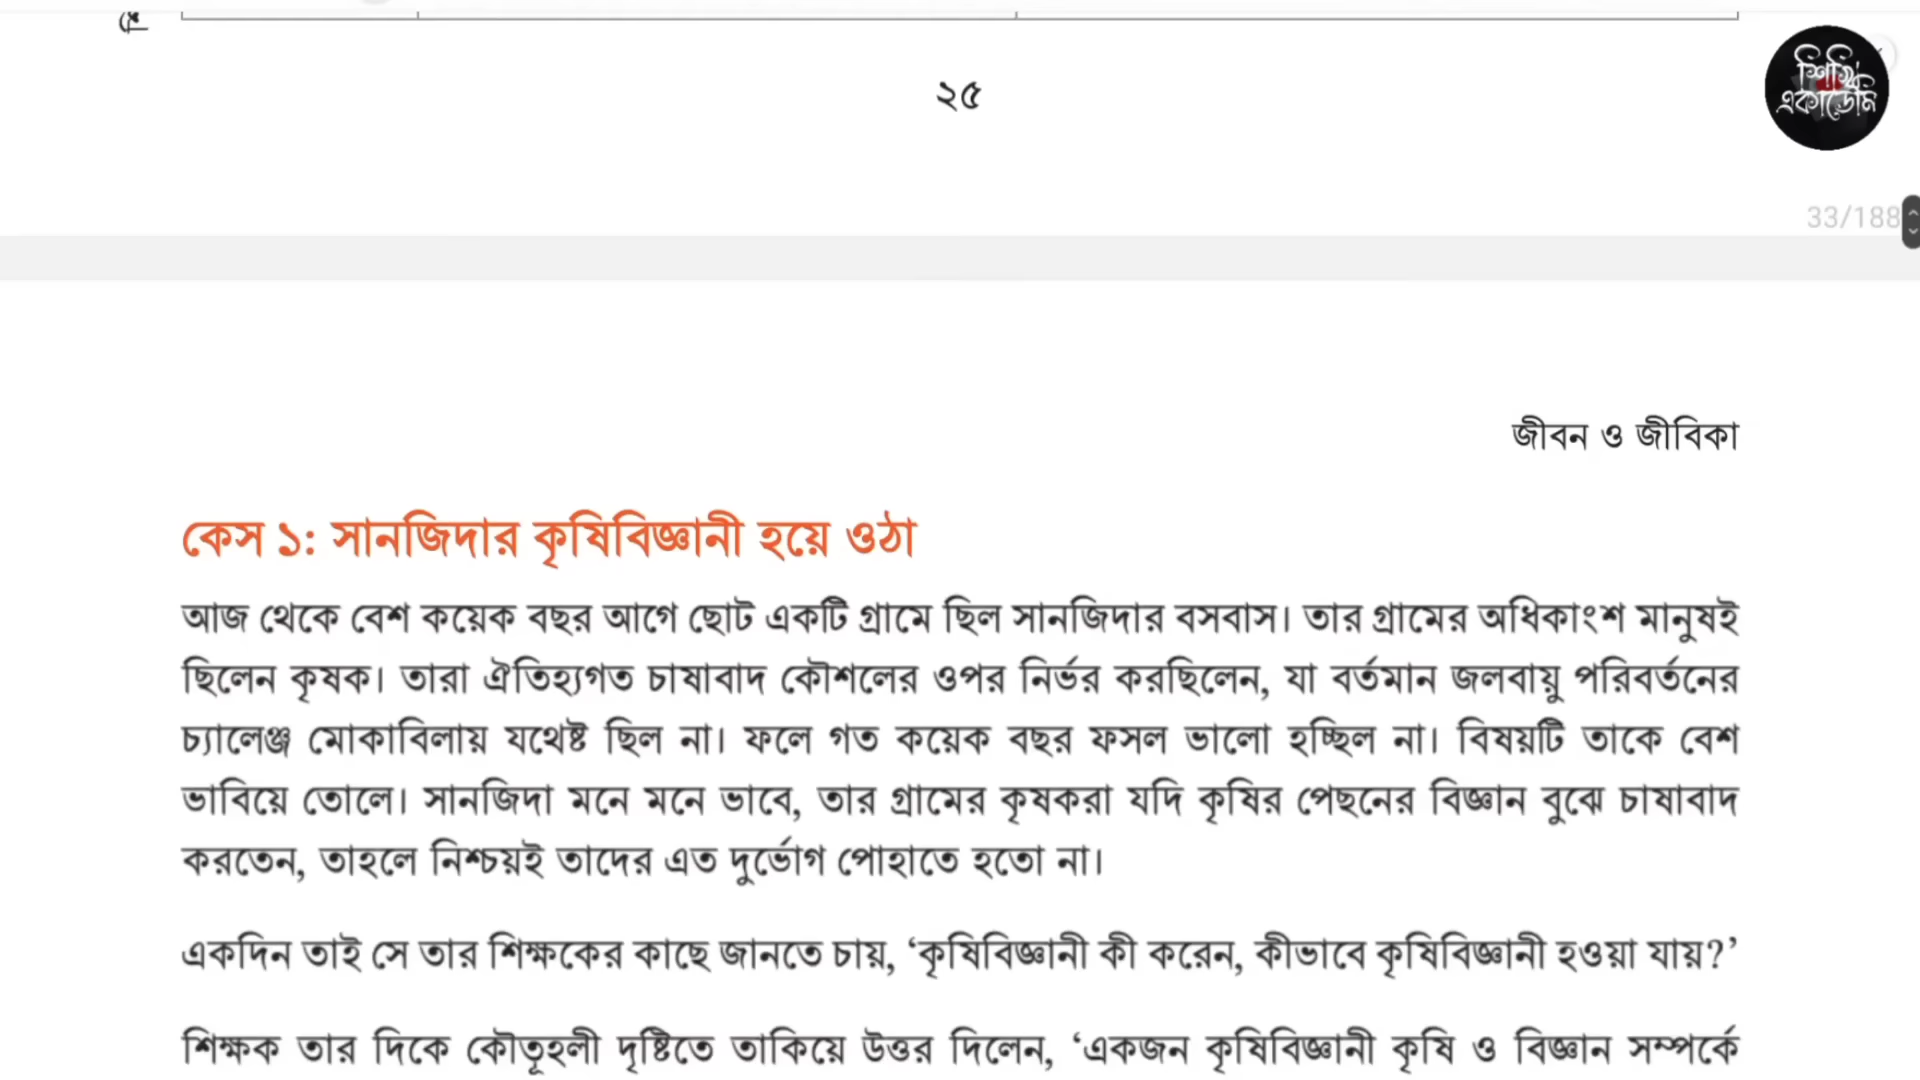 ২৫
শিখি
একাডেমি
33/188
জীবন ও জীবিকা
কেস ১: সানজিদার কৃষিবিজ্ঞানী হয়ে ওঠা
আজ থেকে বেশ কয়েক বছর আগে ছোট একটি গ্রামে ছিল সানজিদার বসবাস। তার গ্রামের অধিকাংশ মানুষই
ছিলেন কৃষক। তারা ঐতিহ্যগত চাষাবাদ কৌশলের ওপর নির্ভর করছিলেন, যা বর্তমান জলবায়ু পরিবর্তনের
চ্যালেঞ্জ মোকাবিলায় যথেষ্ট ছিল না। ফলে গত কয়েক বছর ফসল ভালো হচ্ছিল না। বিষয়টি তাকে বেশ
ভাবিয়ে তোলে। সানজিদা মনে মনে ভাবে, তার গ্রামের কৃষকরা যদি কৃষির পেছনের বিজ্ঞান বুঝে চাষাবাদ
করতেন, তাহলে নিশ্চয়ই তাদের এত দুর্ভোগ পোহাতে হতো না।
একদিন তাই সে তার শিক্ষকের কাছে জানতে চায়, ‘কৃষিবিজ্ঞানী কী করেন, কীভাবে কৃষিবিজ্ঞানী হওয়া যায়?’
শিক্ষক তার দিকে কৌতূহলী দৃষ্টিতে তাকিয়ে উত্তর দিলেন, ‘একজন কৃষিবিজ্ঞানী কৃষি ও বিজ্ঞান সম্পর্কে